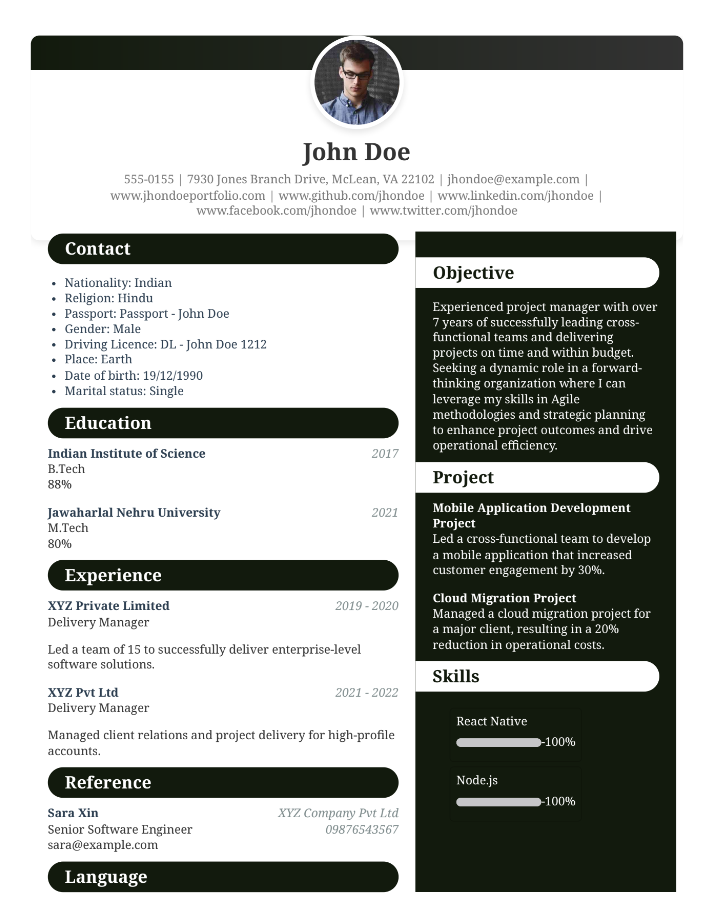 John Doe
555-0155 | 7930 Jones Branch Drive, McLean, VA 22102 | jhondoe@example.com |
www.jhondoeportfolio.com | www.github.com/jhondoe | www.linkedin.com/jhondoe |
www.facebook.com/jhondoe | www.twitter.com/jhondoe
Contact
• Nationality: Indian
• Religion: Hindu
• Passport: Passport - John Doe
• Gender: Male
• Driving Licence: DL - John Doe 1212
• Place: Earth
• Date of birth: 19/12/1990
• Marital status: Single
Education
Indian Institute of Science 2017
B.Tech
88%
Jawaharlal Nehru University 2021
M.Tech
80%
Experience
XYZ Private Limited 2019 - 2020
Delivery Manager
Led a team of 15 to successfully deliver enterprise-level
software solutions.
XYZ Pvt Ltd 2021 - 2022
Delivery Manager
Managed client relations and project delivery for high-profile
accounts.
Reference
Sara Xin XYZ Company Pvt Ltd
Senior Software Engineer 09876543567
sara@example.com
Language
Objective
Experienced project manager with over
7 years of successfully leading cross-
functional teams and delivering
projects on time and within budget.
Seeking a dynamic role in a forward-
thinking organization where I can
leverage my skills in Agile
methodologies and strategic planning
to enhance project outcomes and drive
operational efficiency.
Project
Mobile Application Development
Project
Led a cross-functional team to develop
a mobile application that increased
customer engagement by 30%.
Cloud Migration Project
Managed a cloud migration project for
a major client, resulting in a 20%
reduction in operational costs.
Skills
React Native
-100%
Node.js
-100%